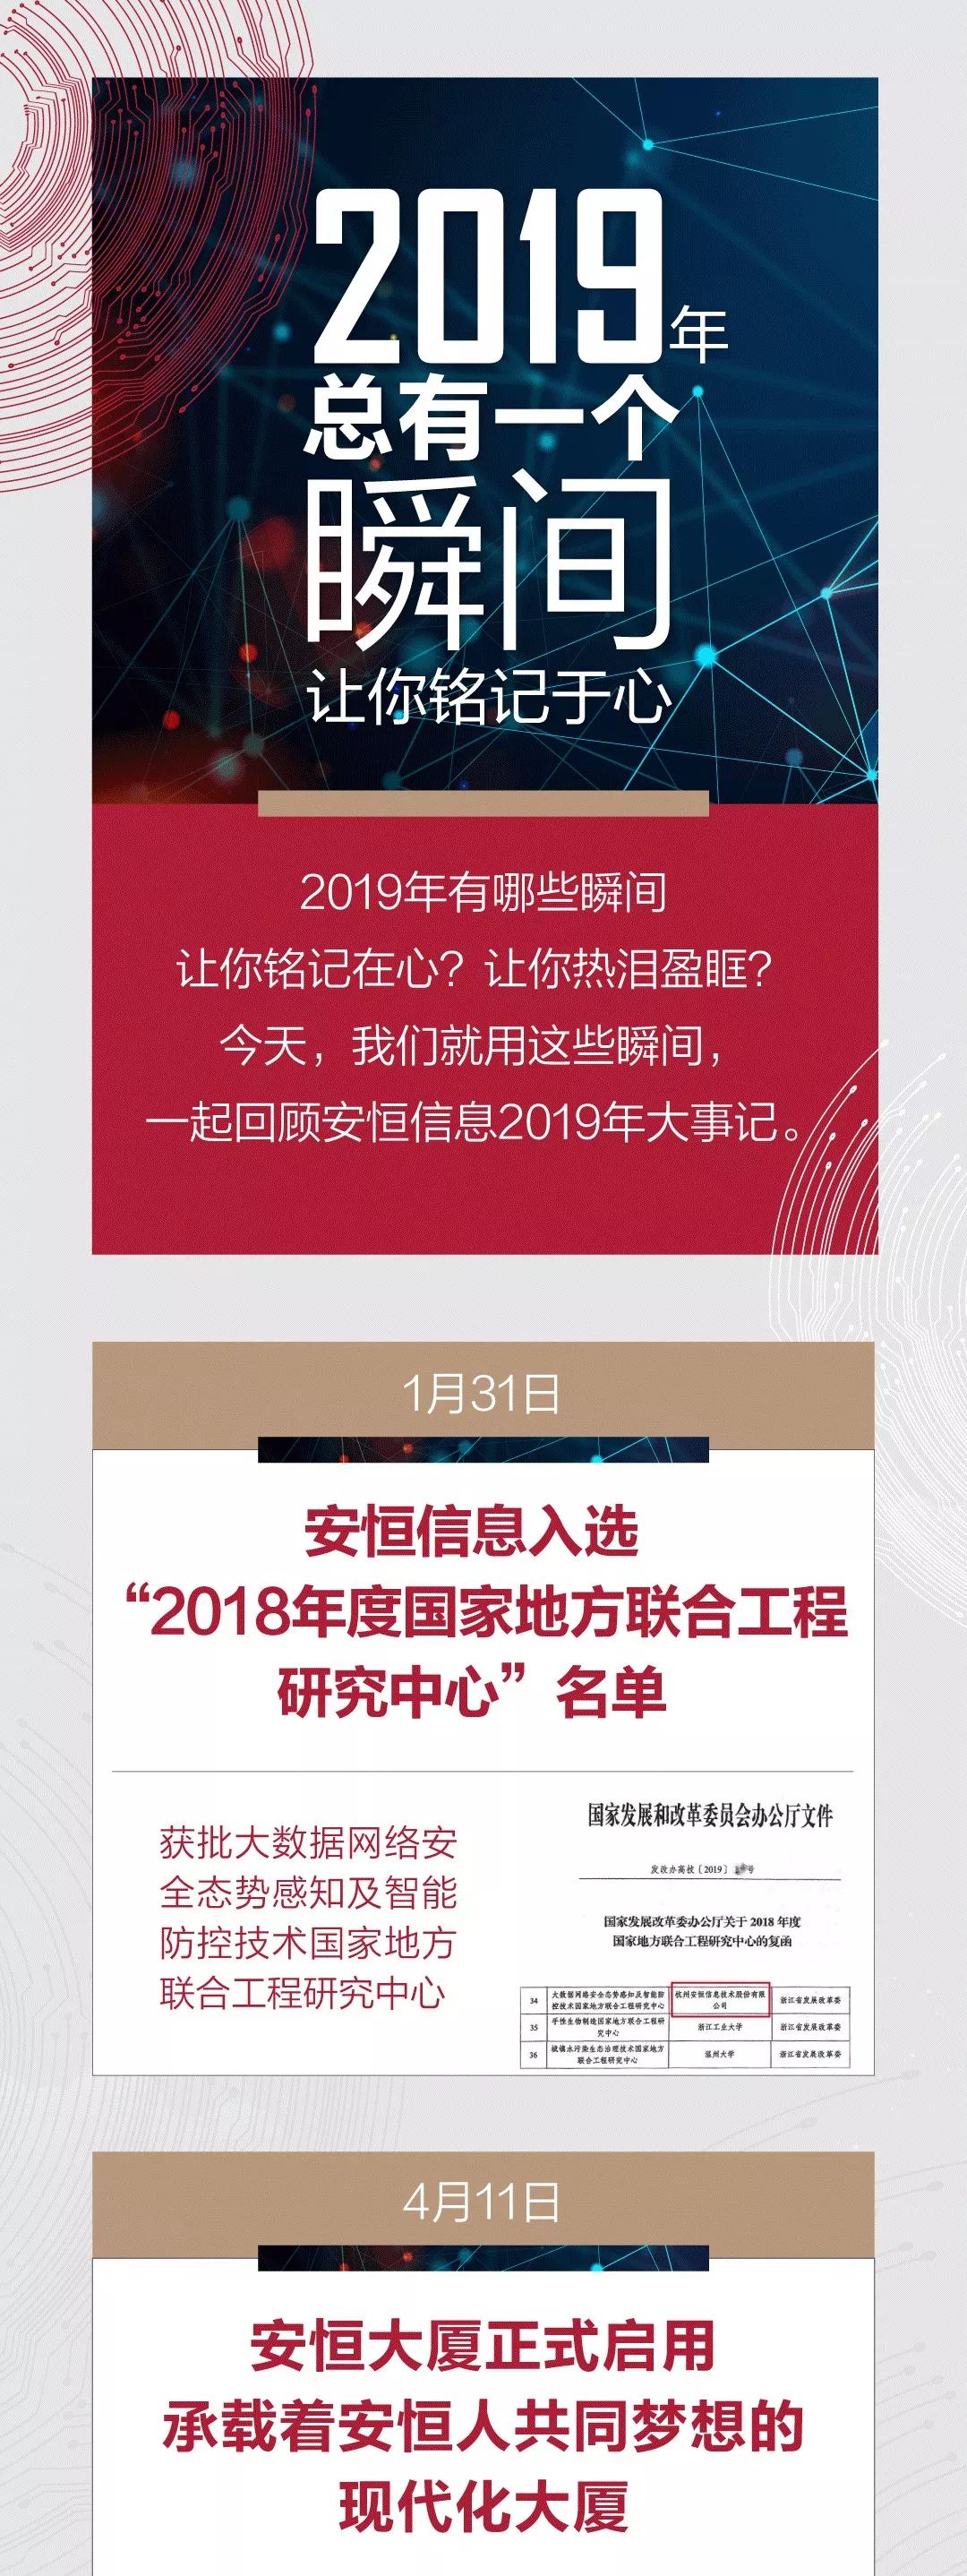 2019年
总有一个
瞬间
让你铭记于心
2019年有哪些瞬间
让你铭记在心？让你热泪盈眶？
今天，我们就用这些瞬间，
一起回顾安恒信息2019年大事记。
1月31日
安恒信息入选
“2018年度国家地方联合工程
研究中心”名单
获批大数据网络安
全态势感知及智能
防控技术国家地方
联合工程研究中心
国家发展和改革委员会办公厅文件
发改办高技〔2019〕 号
国家发展改革委办公厅关于 2018 年度
国家地方联合工程研究中心的复函
34 大数据网络安全态势感知及智能防控技术国家地方联合工程研究中心 杭州安恒信息技术股份有限公司 浙江省发展改革委
35 手性生物制造国家地方联合工程研究中心 浙江工业大学 浙江省发展改革委
36 城镇水污染生态治理技术国家地方联合工程研究中心 温州大学 浙江省发展改革委
4月11日
安恒大厦正式启用
承载着安恒人共同梦想的
现代化大厦